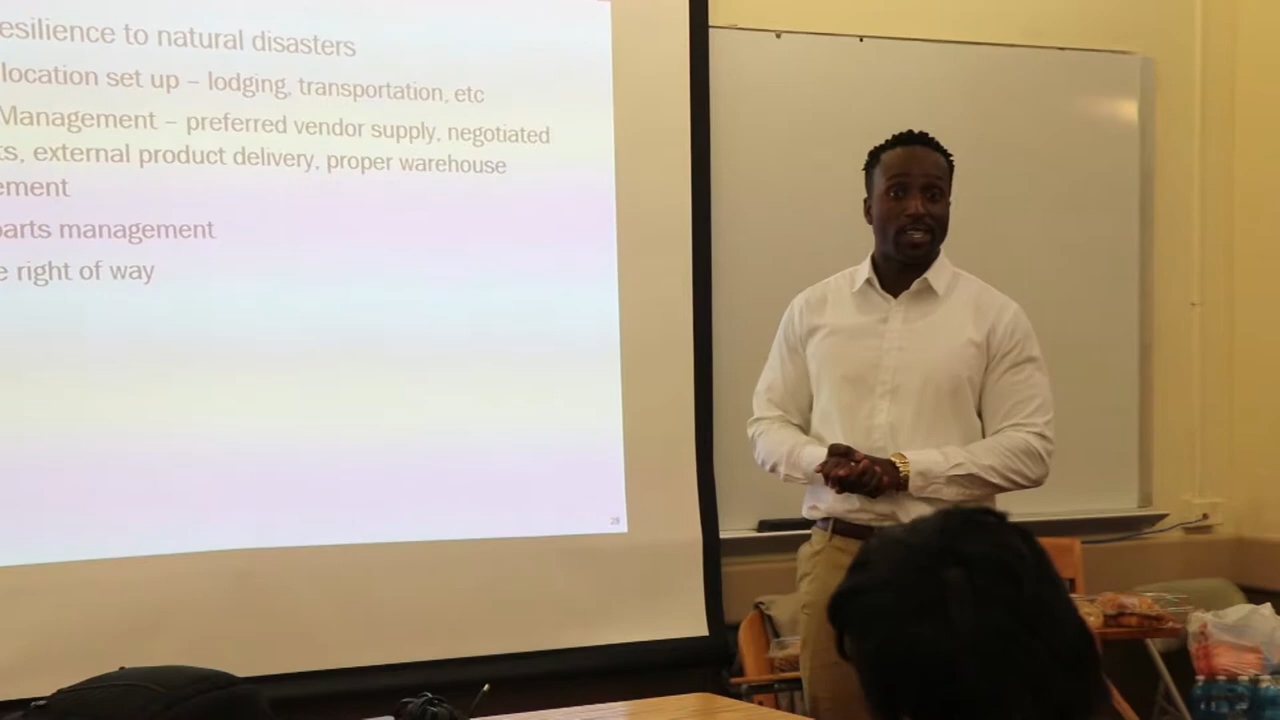 esilience to natural disasters
location set up – lodging, transportation, etc
Management – preferred vendor supply, negotiated
ts, external product delivery, proper warehouse
ement
parts management
e right of way
28